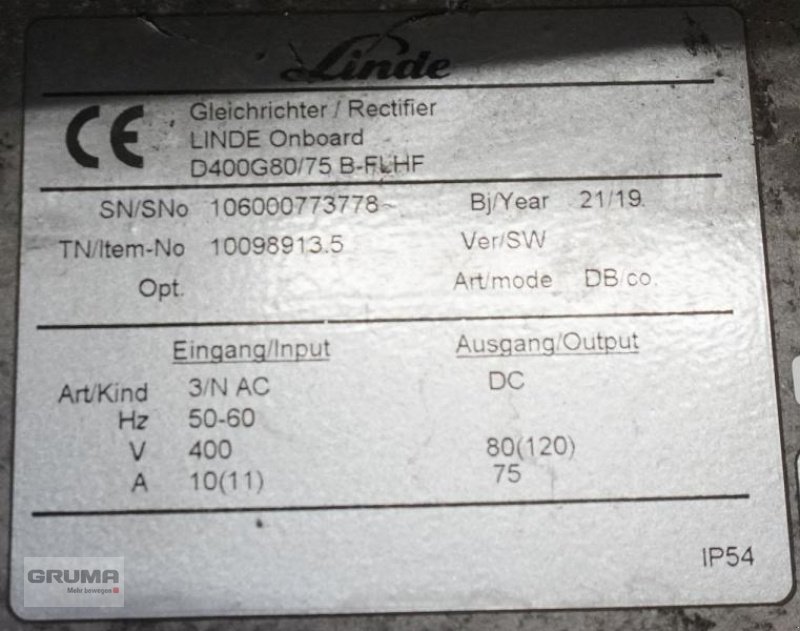 Linde
CE
Gleichrichter / Rectifier
LINDE Onboard
D400G80/75 B-FLHF
SN/SNo 106000773778 Bj/Year 21/19
TN/Item-No 10098913.5 Ver/SW
Opt. Art/mode DB/co.
Eingang/Input Ausgang/Output
Art/Kind 3/N AC DC
Hz 50-60
V 400 80(120)
A 10(11) 75
IP54
GRUMA
Mehr bewegen